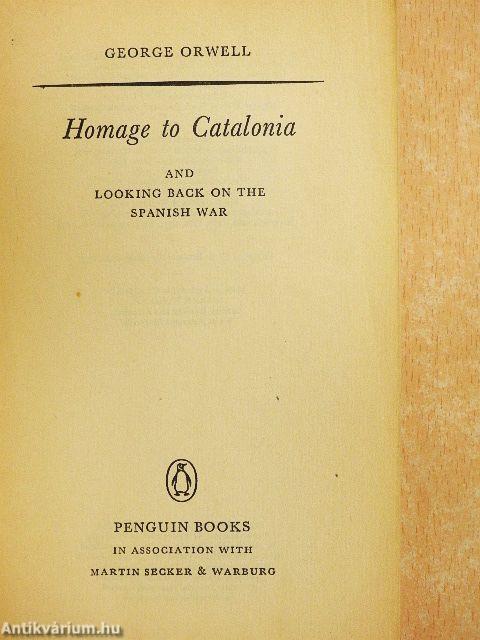 GEORGE ORWELL
Homage to Catalonia
AND
LOOKING BACK ON THE
SPANISH WAR
PENGUIN BOOKS
IN ASSOCIATION WITH
MARTIN SECKER & WARBURG
Antikvárium.hu